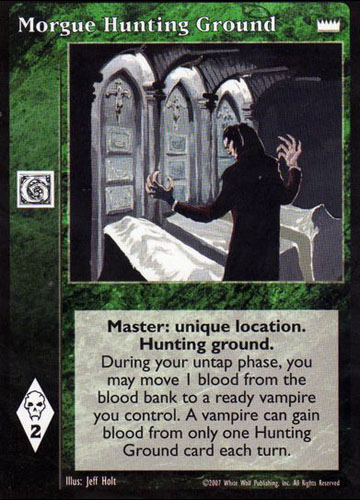 Morgue Hunting Ground
Master: unique location.
Hunting ground.
During your untap phase, you
may move 1 blood from the
blood bank to a ready vampire
you control. A vampire can gain
blood from only one Hunting
Ground card each turn.
2
Illus: Jeff Holt
©2007 White Wolf Publishing, Inc. All Rights Reserved